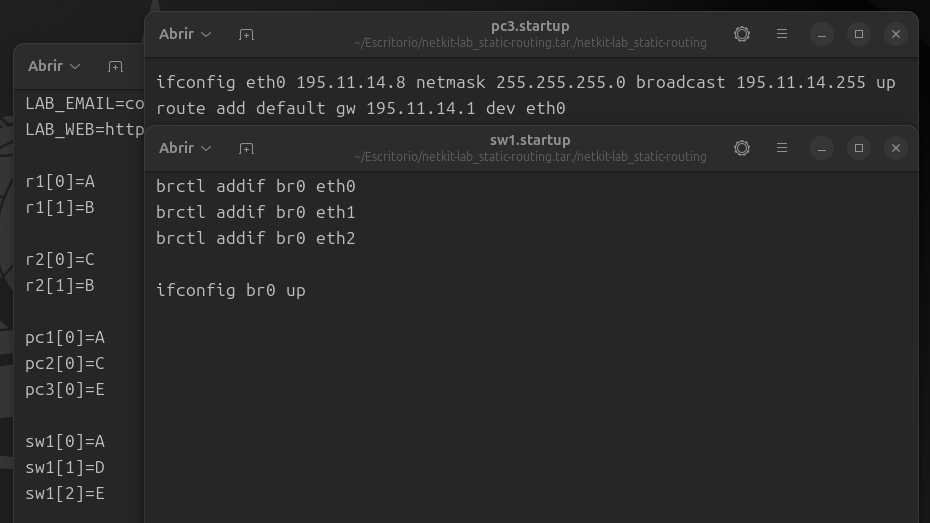 Abrir
LAB_EMAIL=co
LAB_WEB=http
r1[0]=A
r1[1]=B
r2[0]=C
r2[1]=B
pc1[0]=A
pc2[0]=C
pc3[0]=E
sw1[0]=A
sw1[1]=D
sw1[2]=E
Abrir
pc3.startup
~/Escritorio/netkit-lab_static-routing.tar./netkit-lab_static-routing
ifconfig eth0 195.11.14.8 netmask 255.255.255.0 broadcast 195.11.14.255 up
route add default gw 195.11.14.1 dev eth0
Abrir
sw1.startup
~/Escritorio/netkit-lab_static-routing.tar./netkit-lab_static-routing
brctl addif br0 eth0
brctl addif br0 eth1
brctl addif br0 eth2
ifconfig br0 up